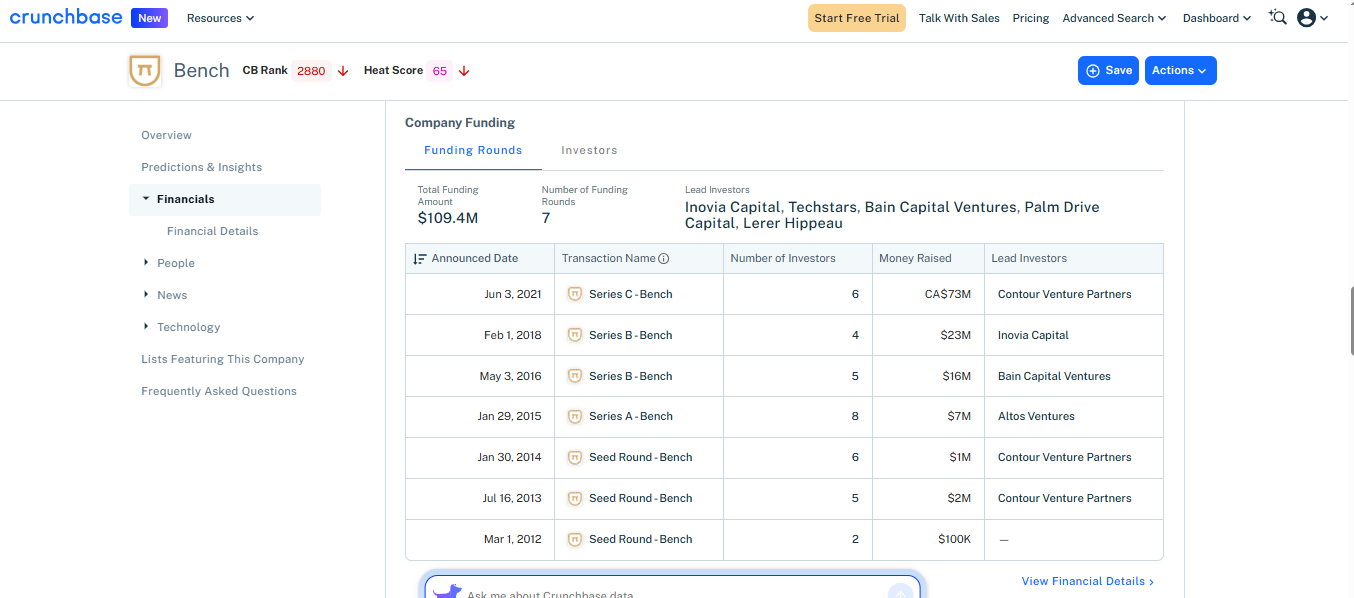 crunchbase New Resources Start Free Trial Talk With Sales Pricing Advanced Search Dashboard
Bench CB Rank 2880 Heat Score 65 Save Actions
Overview
Predictions & Insights
Financials
Financial Details
People
News
Technology
Lists Featuring This Company
Frequently Asked Questions
Company Funding
Funding Rounds Investors
Total Funding Amount
$109.4M
Number of Funding Rounds
7
Lead Investors
Inovia Capital, Techstars, Bain Capital Ventures, Palm Drive
Capital, Lerer Hippeau
Announced Date Transaction Name Number of Investors Money Raised Lead Investors
Jun 3, 2021 Series C - Bench 6 CA$73M Contour Venture Partners
Feb 1, 2018 Series B - Bench 4 $23M Inovia Capital
May 3, 2016 Series B - Bench 5 $16M Bain Capital Ventures
Jan 29, 2015 Series A - Bench 8 $7M Altos Ventures
Jan 30, 2014 Seed Round - Bench 6 $1M Contour Venture Partners
Jul 16, 2013 Seed Round - Bench 5 $2M Contour Venture Partners
Mar 1, 2012 Seed Round - Bench 2 $100K —
View Financial Details
Ask me about Crunchbase data